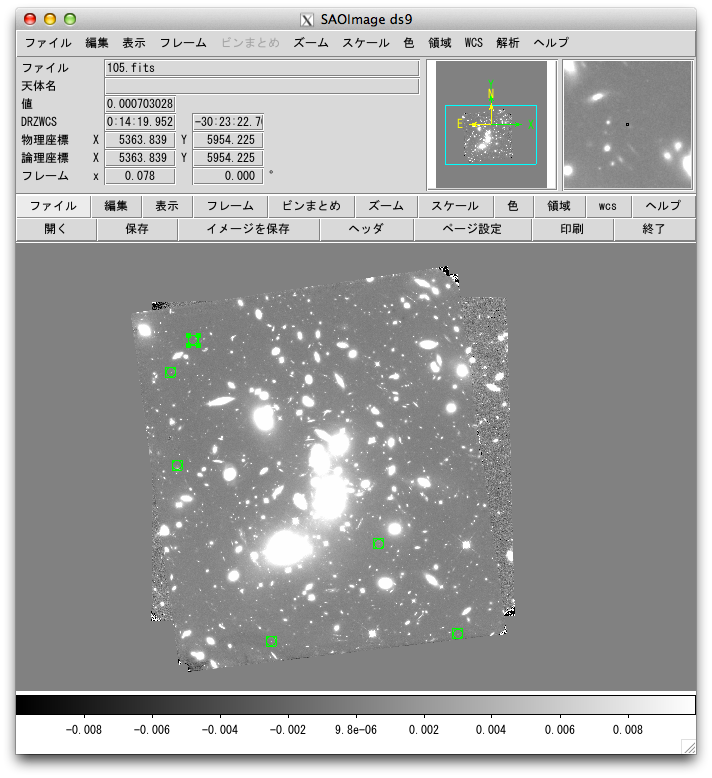 SAOImage ds9
ファイル 編集 表示 フレーム ビンまとめ ズーム スケール 色 領域 WCS 解析 ヘルプ
ファイル 105.fits
天体名
値 0.000703028
DRZWCS 0:14:19.952 -30:23:22.70
物理座標 X 5363.839 Y 5954.225
論理座標 X 5363.839 Y 5954.225
フレーム x 0.078 0.000 °
Y
N
E X
ファイル 編集 表示 フレーム ビンまとめ ズーム スケール 色 領域 wcs ヘルプ
開く 保存 イメージを保存 ヘッダ ページ設定 印刷 終了
-0.008 -0.006 -0.004 -0.002 9.8e-06 0.002 0.004 0.006 0.008